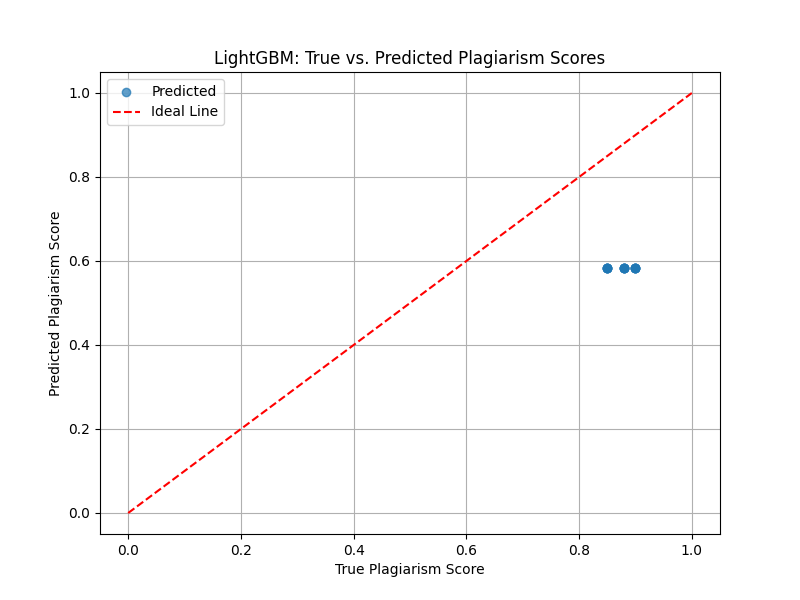 LightGBM: True vs. Predicted Plagiarism Scores
Predicted
Ideal Line
1.0
0.8
0.6
0.4
0.2
0.0
Predicted Plagiarism Score
0.0 0.2 0.4 0.6 0.8 1.0
True Plagiarism Score